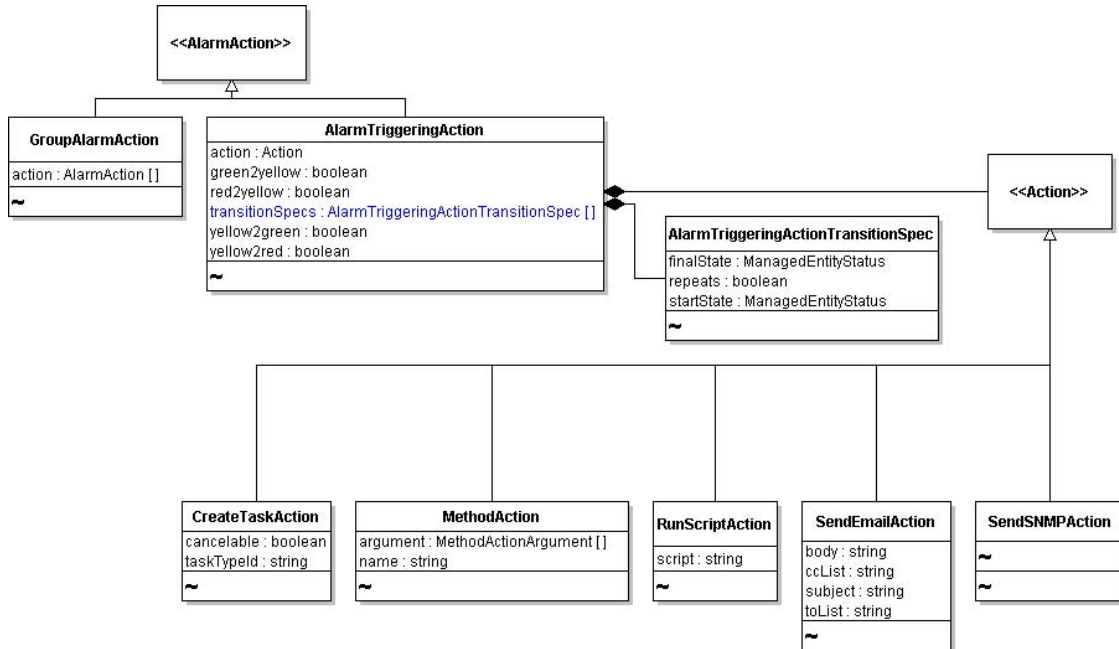 <<AlarmAction>>
GroupAlarmAction
action : AlarmAction [ ]
~
AlarmTriggeringAction
action : Action
green2yellow : boolean
red2yellow : boolean
transitionSpecs : AlarmTriggeringActionTransitionSpec [ ]
yellow2green : boolean
yellow2red : boolean
~
<<Action>>
AlarmTriggeringActionTransitionSpec
finalState : ManagedEntityStatus
repeats : boolean
startState : ManagedEntityStatus
~
CreateTaskAction
cancelable : boolean
taskTypeId : string
~
MethodAction
argument : MethodActionArgument [ ]
name : string
~
RunScriptAction
script : string
~
SendEmailAction
body : string
ccList : string
subject : string
toList : string
~
SendSNMPAction
~
~